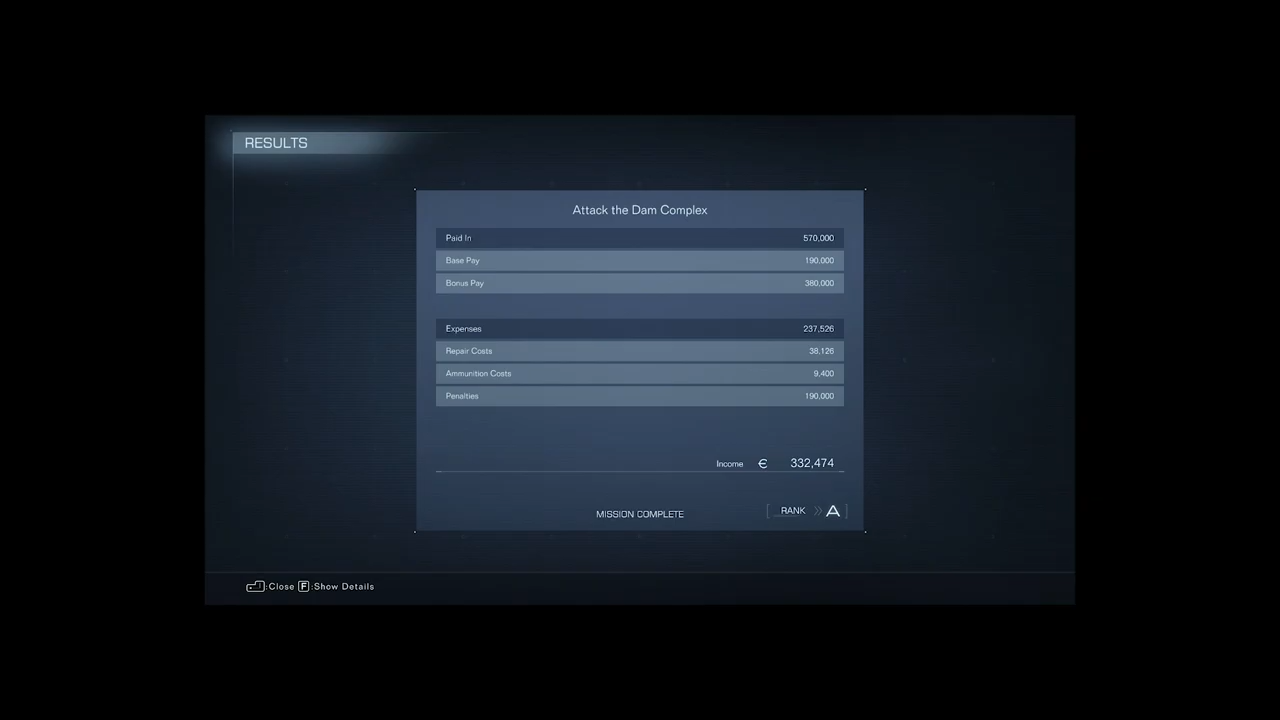 RESULTS
Attack the Dam Complex
Paid In 570,000
Base Pay 190,000
Bonus Pay 380,000
Expenses 237,526
Repair Costs 38,126
Ammunition Costs 9,400
Penalties 190,000
Income € 332,474
MISSION COMPLETE
RANK A
:Close F :Show Details